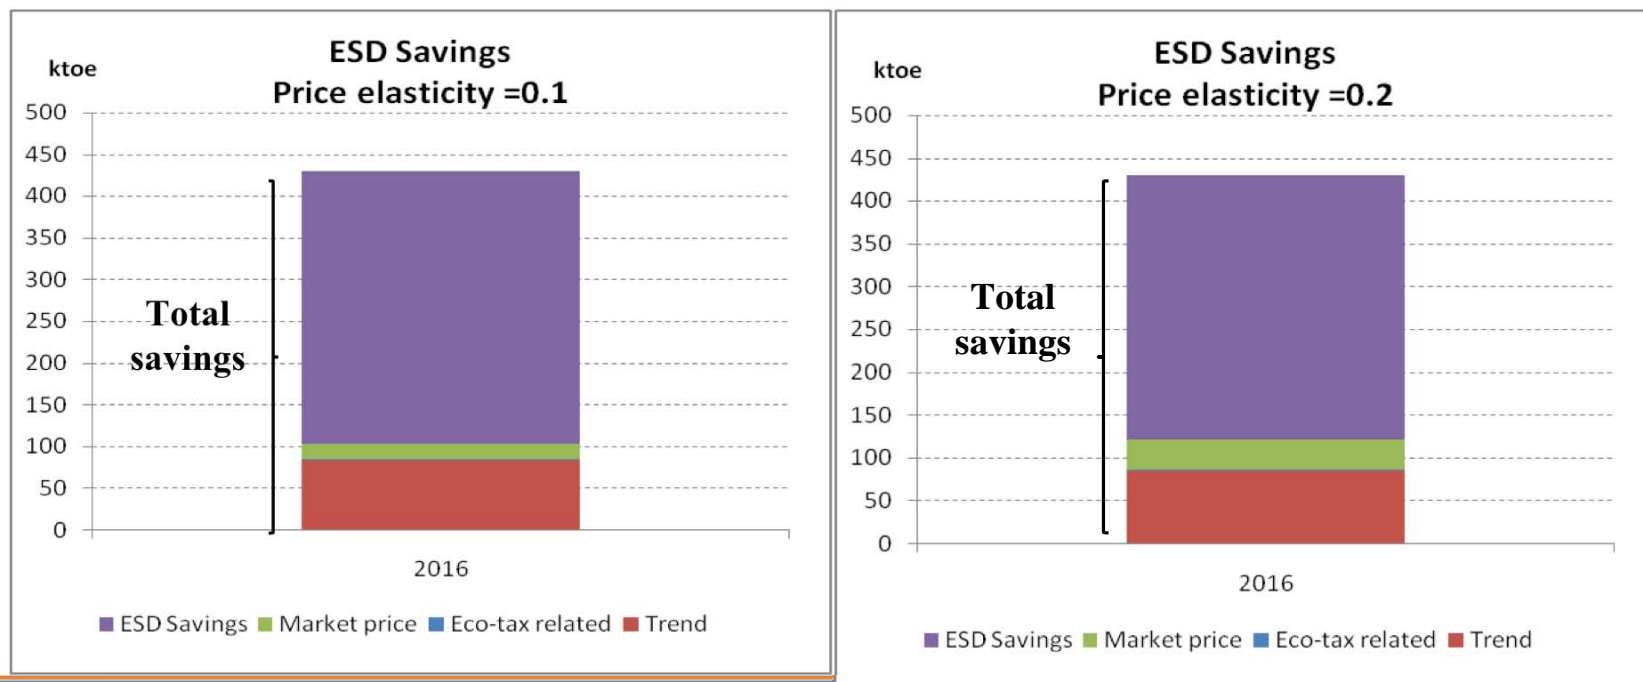 ESD Savings
Price elasticity =0.1
ktoe
500
450
400
350
300
250
200
150
100
50
0
Total
savings
2016
ESD Savings Market price Eco-tax related Trend
ESD Savings
Price elasticity =0.2
ktoe
500
450
400
350
300
250
200
150
100
50
0
Total
savings
2016
ESD Savings Market price Eco-tax related Trend